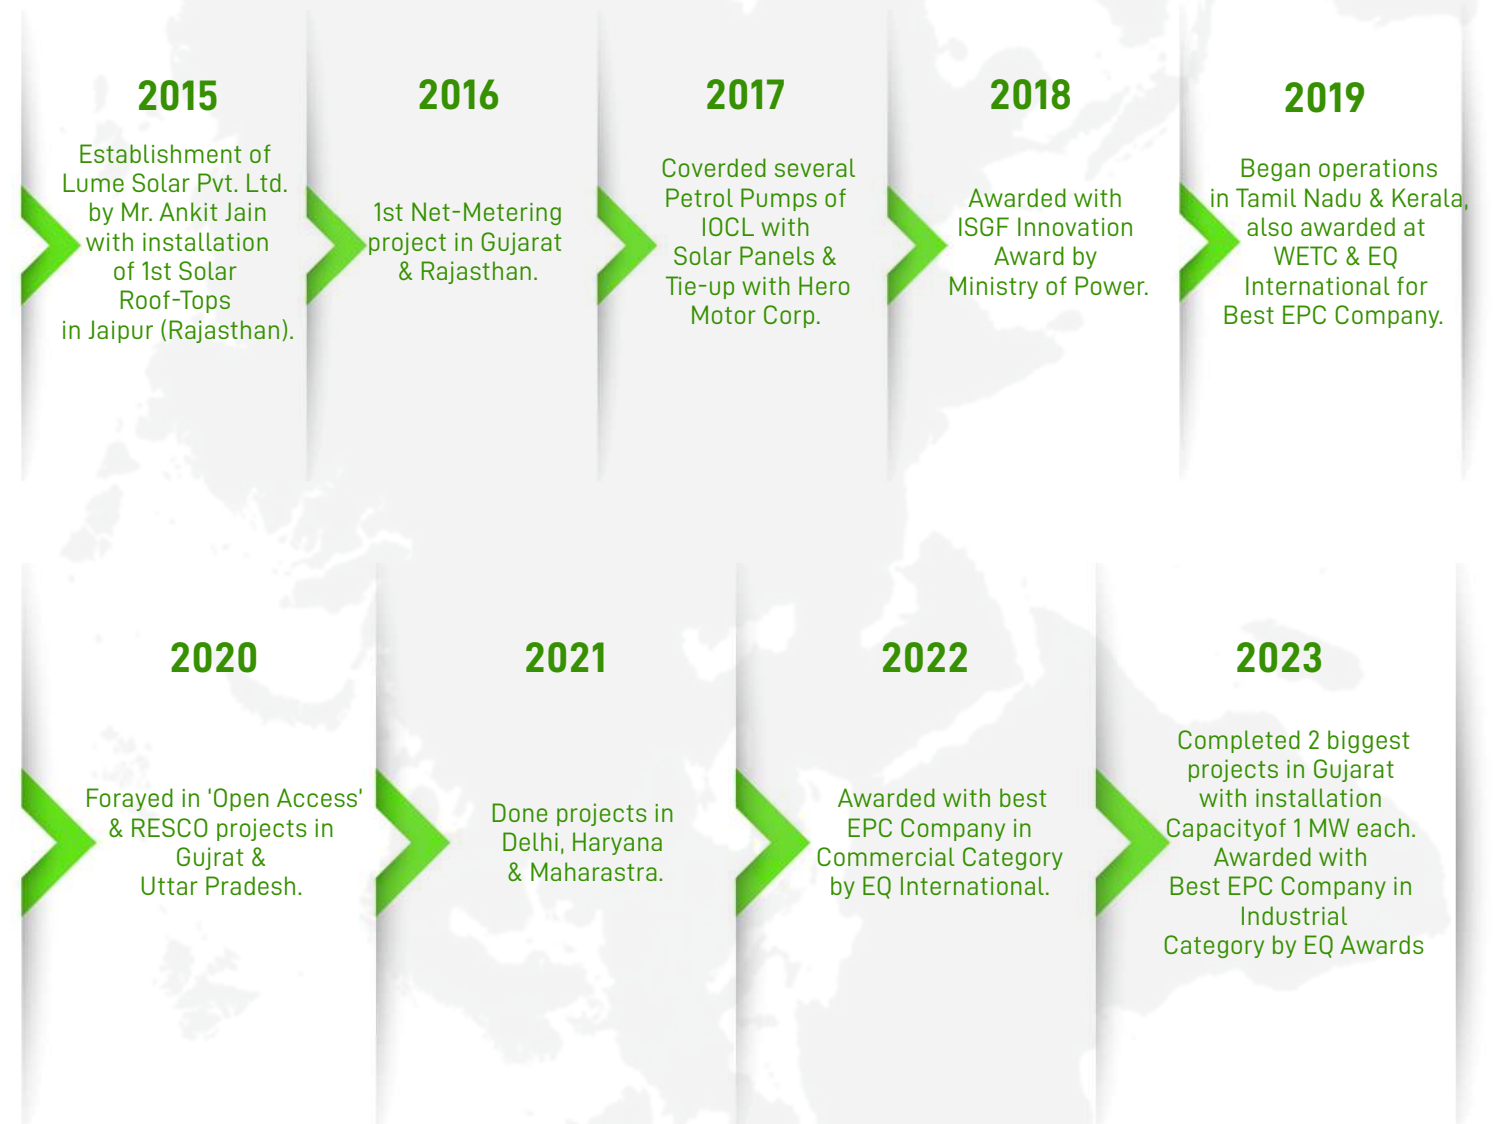 2015
Establishment of
Lume Solar Pvt. Ltd.
by Mr. Ankit Jain
with installation
of 1st Solar
Roof-Tops
in Jaipur (Rajasthan).
2016
1st Net-Metering
project in Gujarat
& Rajasthan.
2017
Coverded several
Petrol Pumps of
IOCL with
Solar Panels &
Tie-up with Hero
Motor Corp.
2018
Awarded with
ISGF Innovation
Award by
Ministry of Power.
2019
Began operations
in Tamil Nadu & Kerala,
also awarded at
WETC & EQ
International for
Best EPC Company.
2020
Forayed in 'Open Access'
& RESCO projects in
Gujrat &
Uttar Pradesh.
2021
Done projects in
Delhi, Haryana
& Maharastra.
2022
Awarded with best
EPC Company in
Commercial Category
by EQ International.
2023
Completed 2 biggest
projects in Gujarat
with installation
Capacityof 1 MW each.
Awarded with
Best EPC Company in
Industrial
Category by EQ Awards